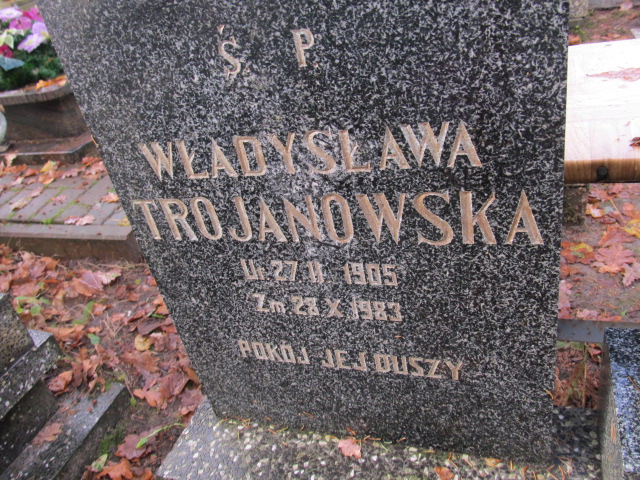 Ś. P.
WŁADYSŁAWA
TROJANOWSKA
Ur. 27 II 1905
Zm. 28 X 1983
POKÓJ JEJ DUSZY